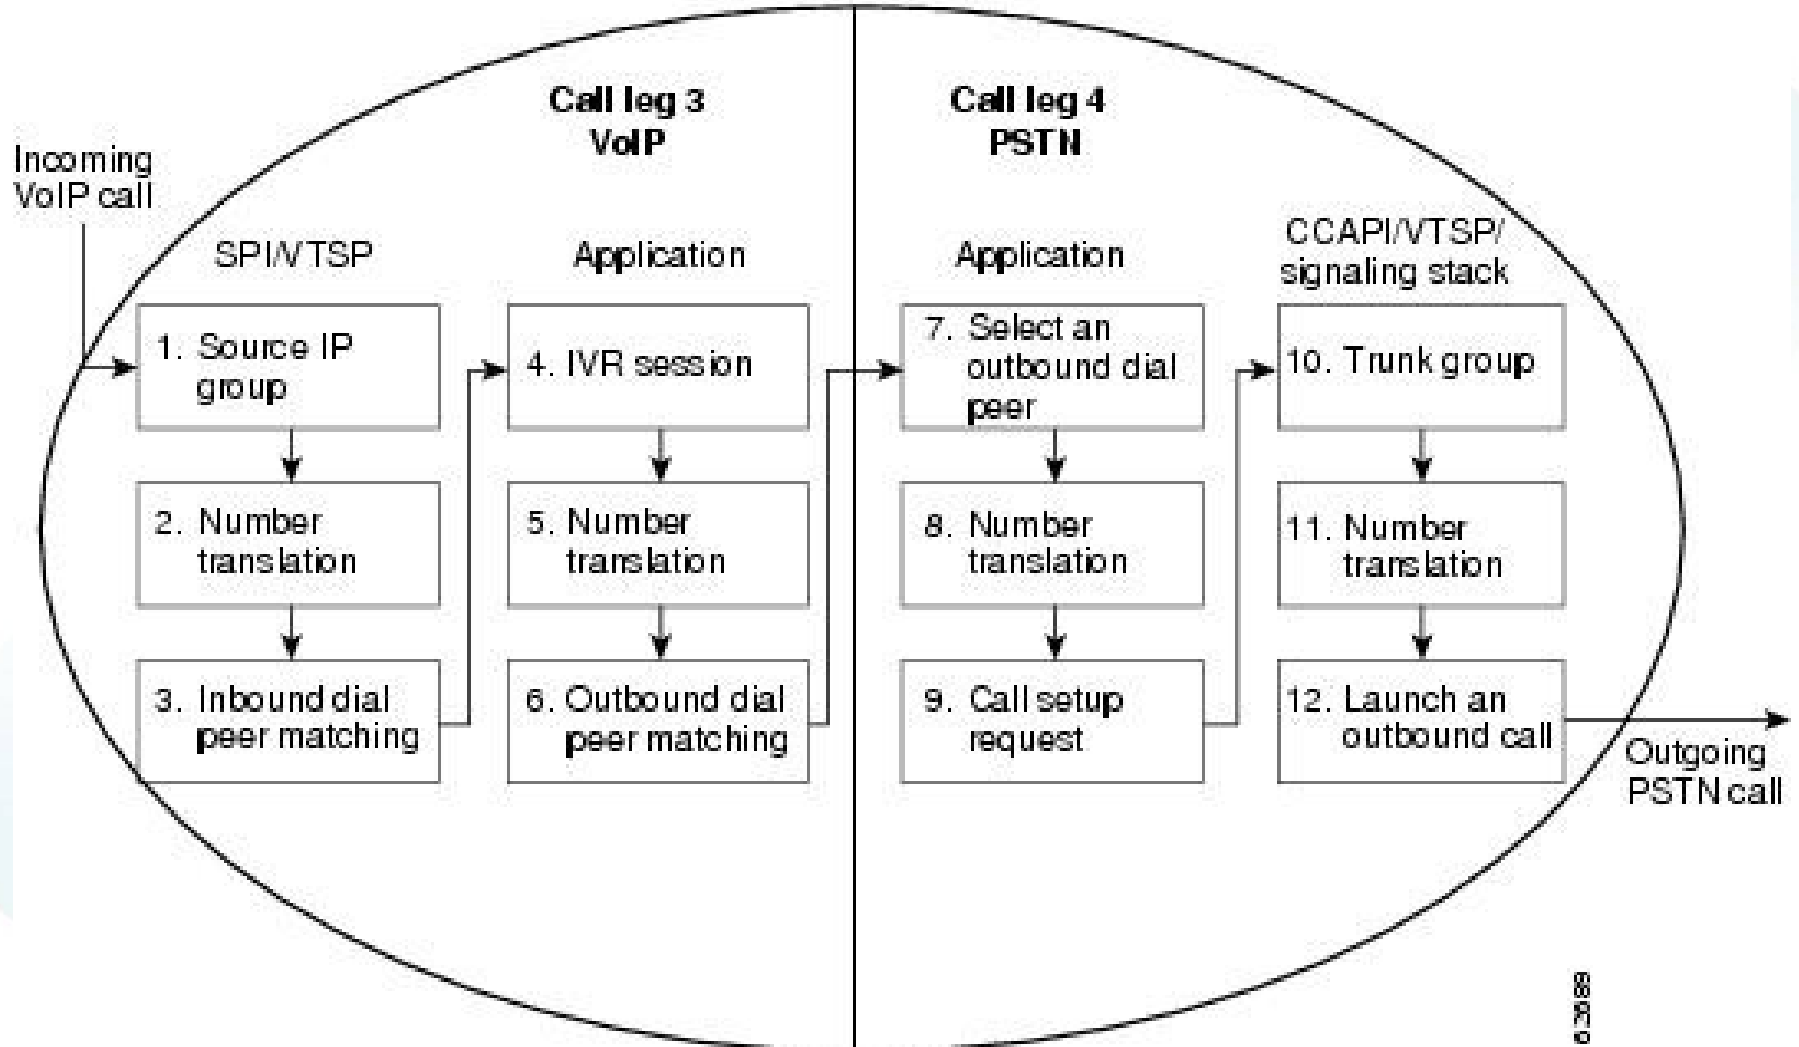 Call leg 3
VoIP
Call leg 4
PSTN
Incoming
VoIP call
SPI/VTSP
Application
Application
CCAPI/VTSP/
signaling stack
1. Source IP
group
2. Number
translation
3. Inbound dial
peer matching
4. IVR session
5. Number
translation
6. Outbound dial
peer matching
7. Select an
outbound dial
peer
8. Number
translation
9. Call setup
request
10. Trunk group
11. Number
translation
12. Launch an
outbound call
Outgoing
PSTN call